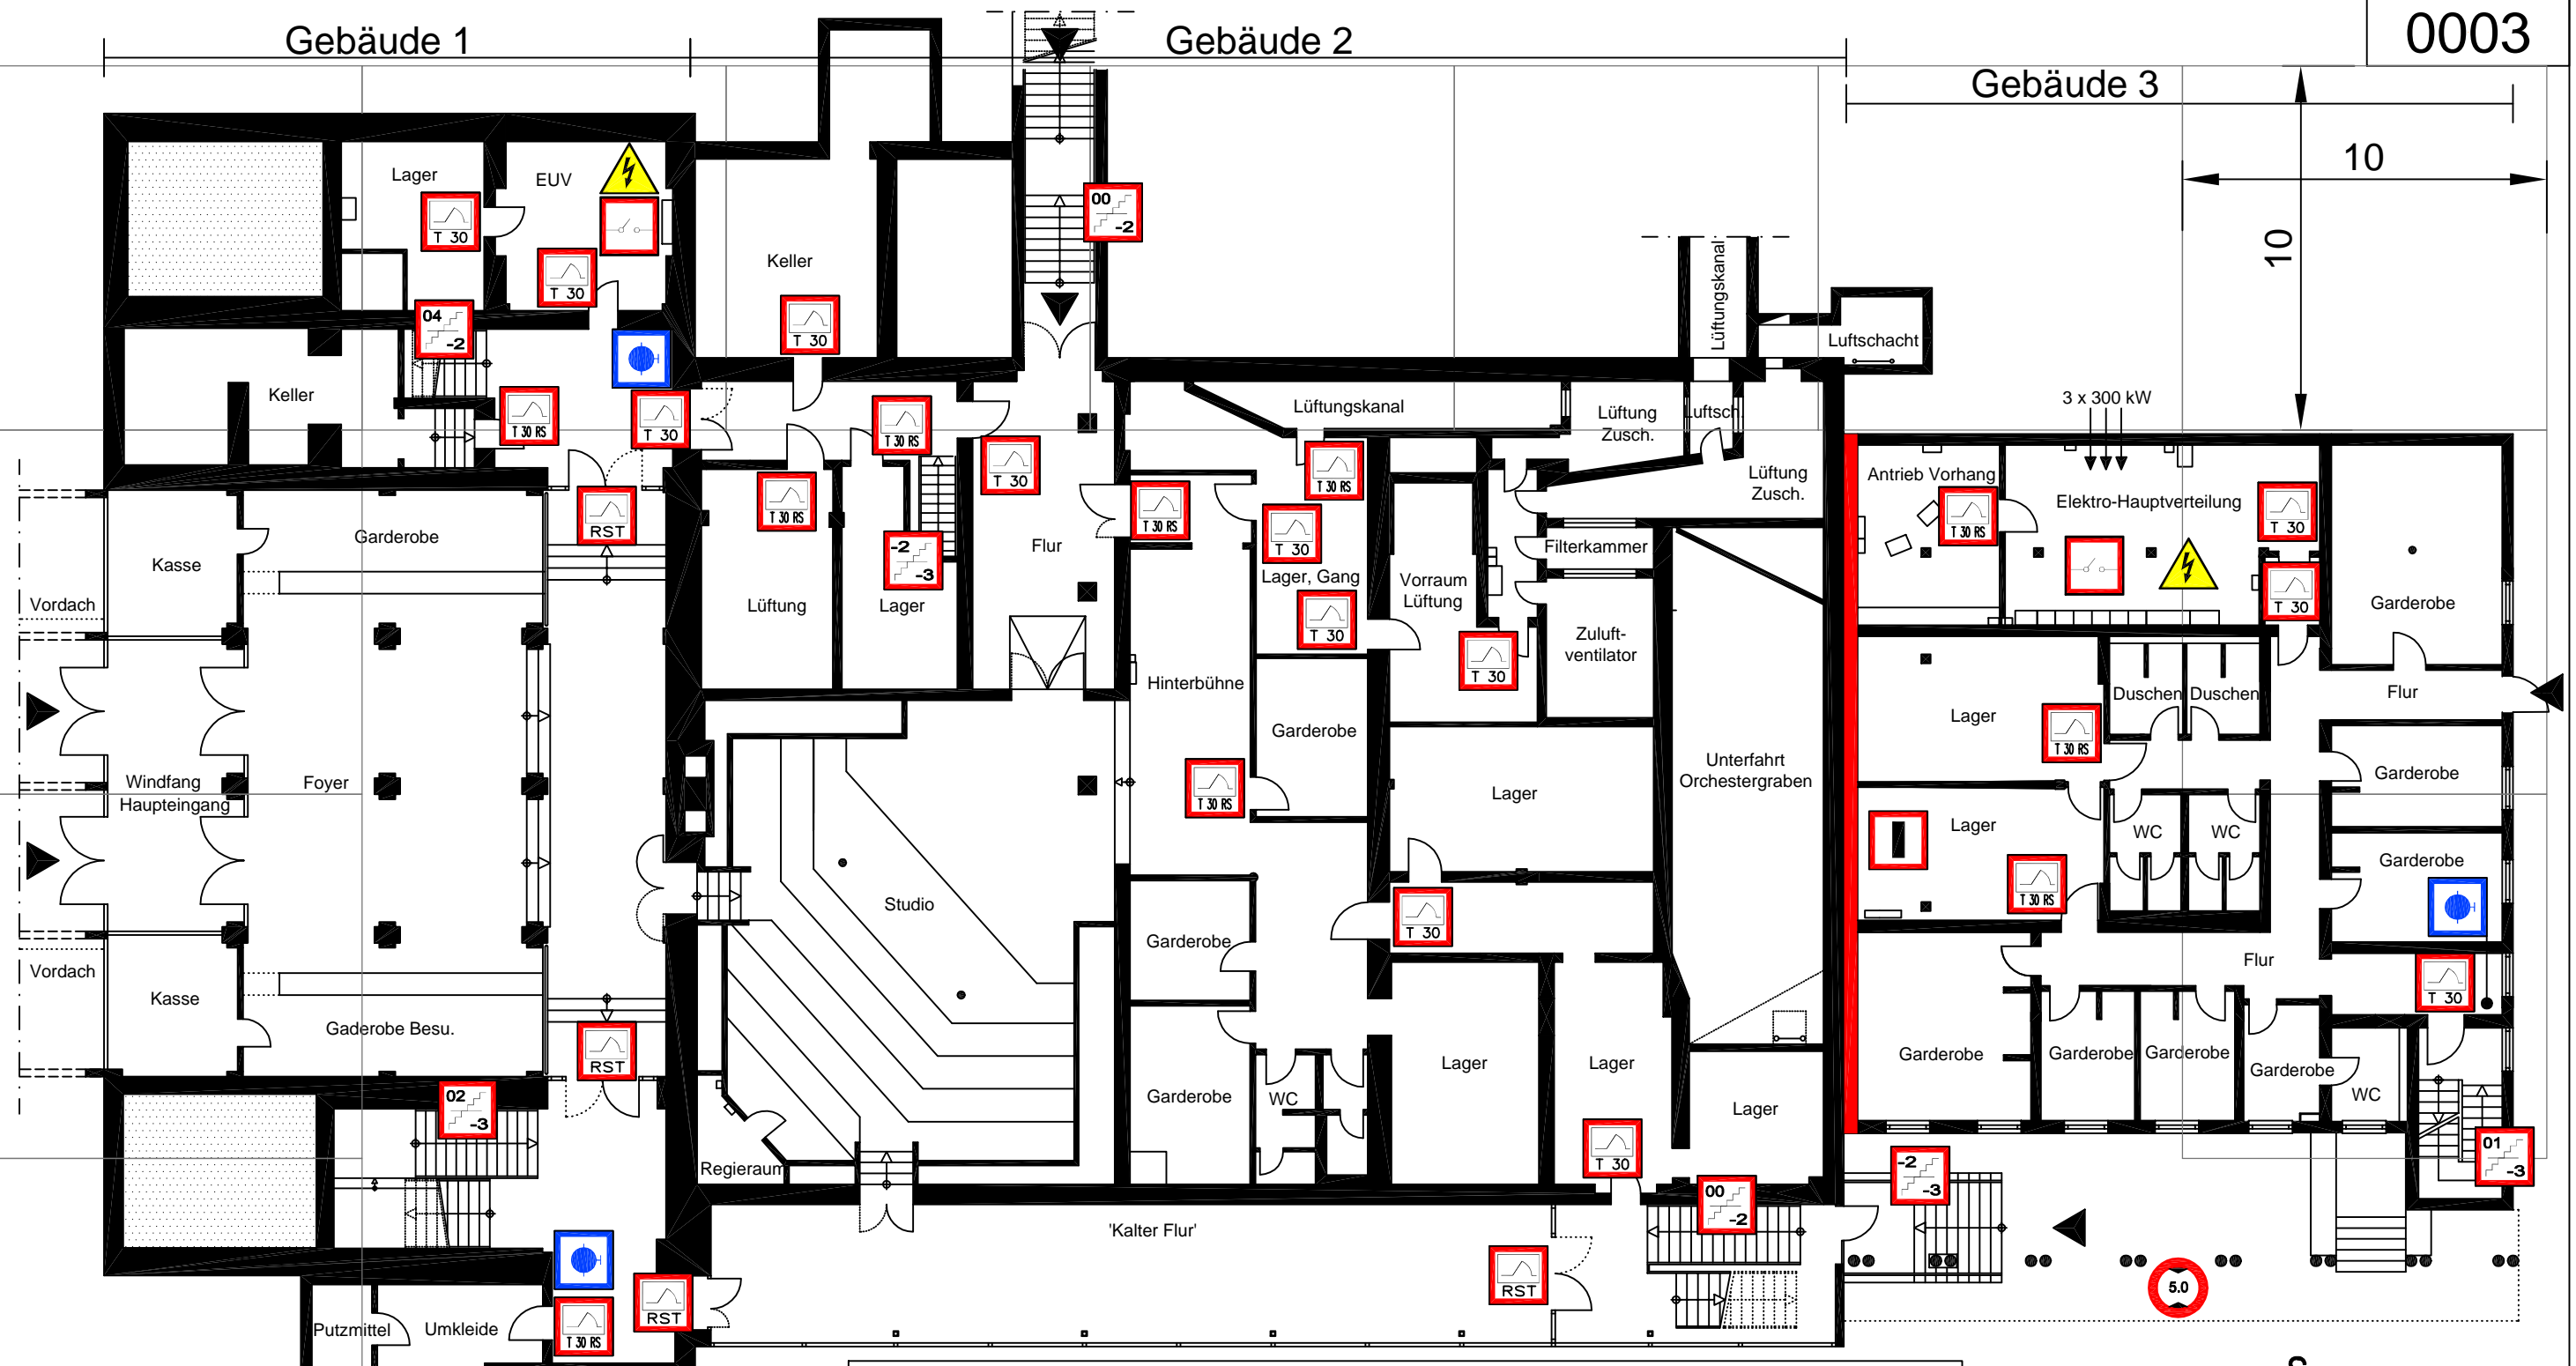 Gebäude 1
Gebäude 2
0003
Gebäude 3
10
10
Lager
EUV
T 30
T 30
00
-2
Keller
T 30
04
-2
Lüftungskanal
Luftschacht
Keller
T 30 RS
T 30
T 30 RS
T 30
Lüftungskanal
Lüftung
Zusch.
Luftsch.
3 x 300 kW
T 30 RS
Lüftung
Zusch.
Antrieb Vorhang
T 30 RS
Elektro-Hauptverteilung
T 30
RST
Garderobe
Kasse
T 30 RS
-2
-3
Flur
T 30 RS
T 30
Lager, Gang
Filterkammer
Vorraum
Lüftung
Vordach
Lüftung
Lager
T 30
T 30
Zuluft-
ventilator
T 30
Garderobe
Hinterbühne
Duschen
Duschen
Flur
Lager
T 30 RS
Garderobe
T 30 RS
Unterfahrt
Orchestergraben
Garderobe
Windfang
Haupteingang
Foyer
Lager
Lager
WC
WC
T 30 RS
Garderobe
Studio
T 30
Garderobe
Flur
T 30
Vordach
Kasse
Gaderobe Besu.
RST
Garderobe
WC
Lager
Lager
Lager
Garderobe
Garderobe
Garderobe
Garderobe
WC
02
-3
Regieraum
T 30
00
-2
-2
-3
01
-3
'Kalter Flur'
RST
RST
5.0
Putzmittel
Umkleide
T 30 RS